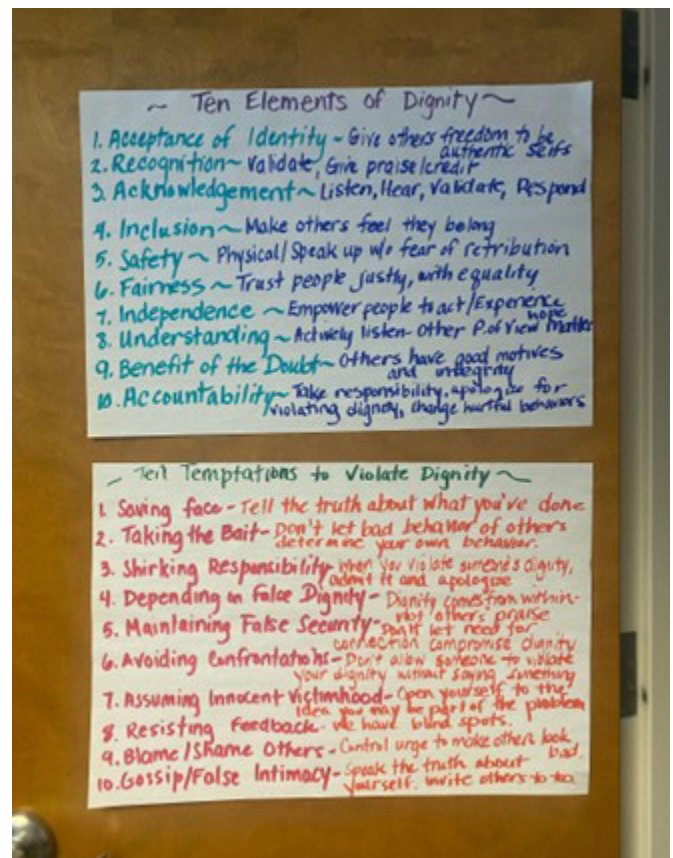 ~ Ten Elements of Dignity ~
1. Acceptance of Identity ~ Give others freedom to be
authentic selfs
2. Recognition ~ Validate, Give praise/credit
3. Acknowledgement ~ Listen, Hear, Validate, Respond
4. Inclusion ~ Make others feel they belong
5. Safety ~ Physical/Speak up w/o fear of retribution
6. Fairness ~ Trust people justly, with equality
7. Independence ~ Empower people to act/Experience
hope
8. Understanding ~ Actively listen - Other P. of View matter
9. Benefit of the Doubt ~ Others have good motives
and integrity
10. Accountability ~ Take responsibility, apologize for
violating dignity, change hurtful behaviors
~ Ten Temptations to Violate Dignity ~
1. Saving face - Tell the truth about what you've done
2. Taking the Bait - Don't let bad behavior of others
determine your own behavior.
3. Shirking Responsibility - When you violate someone's dignity,
admit it and apologize
4. Depending on False Dignity - Dignity comes from within -
not others' praise
5. Maintaining False Security - Don't let need for
connection compromise dignity
6. Avoiding Confrontations - Don't allow someone to violate
your dignity without saying something
7. Assuming Innocent Victimhood - Open yourself to the
idea you may be part of the problem
8. Resisting Feedback - We have blind spots.
9. Blame/Shame Others - Control urge to make others look
bad.
10. Gossip/False Intimacy - Speak the truth about
yourself. Invite others to too